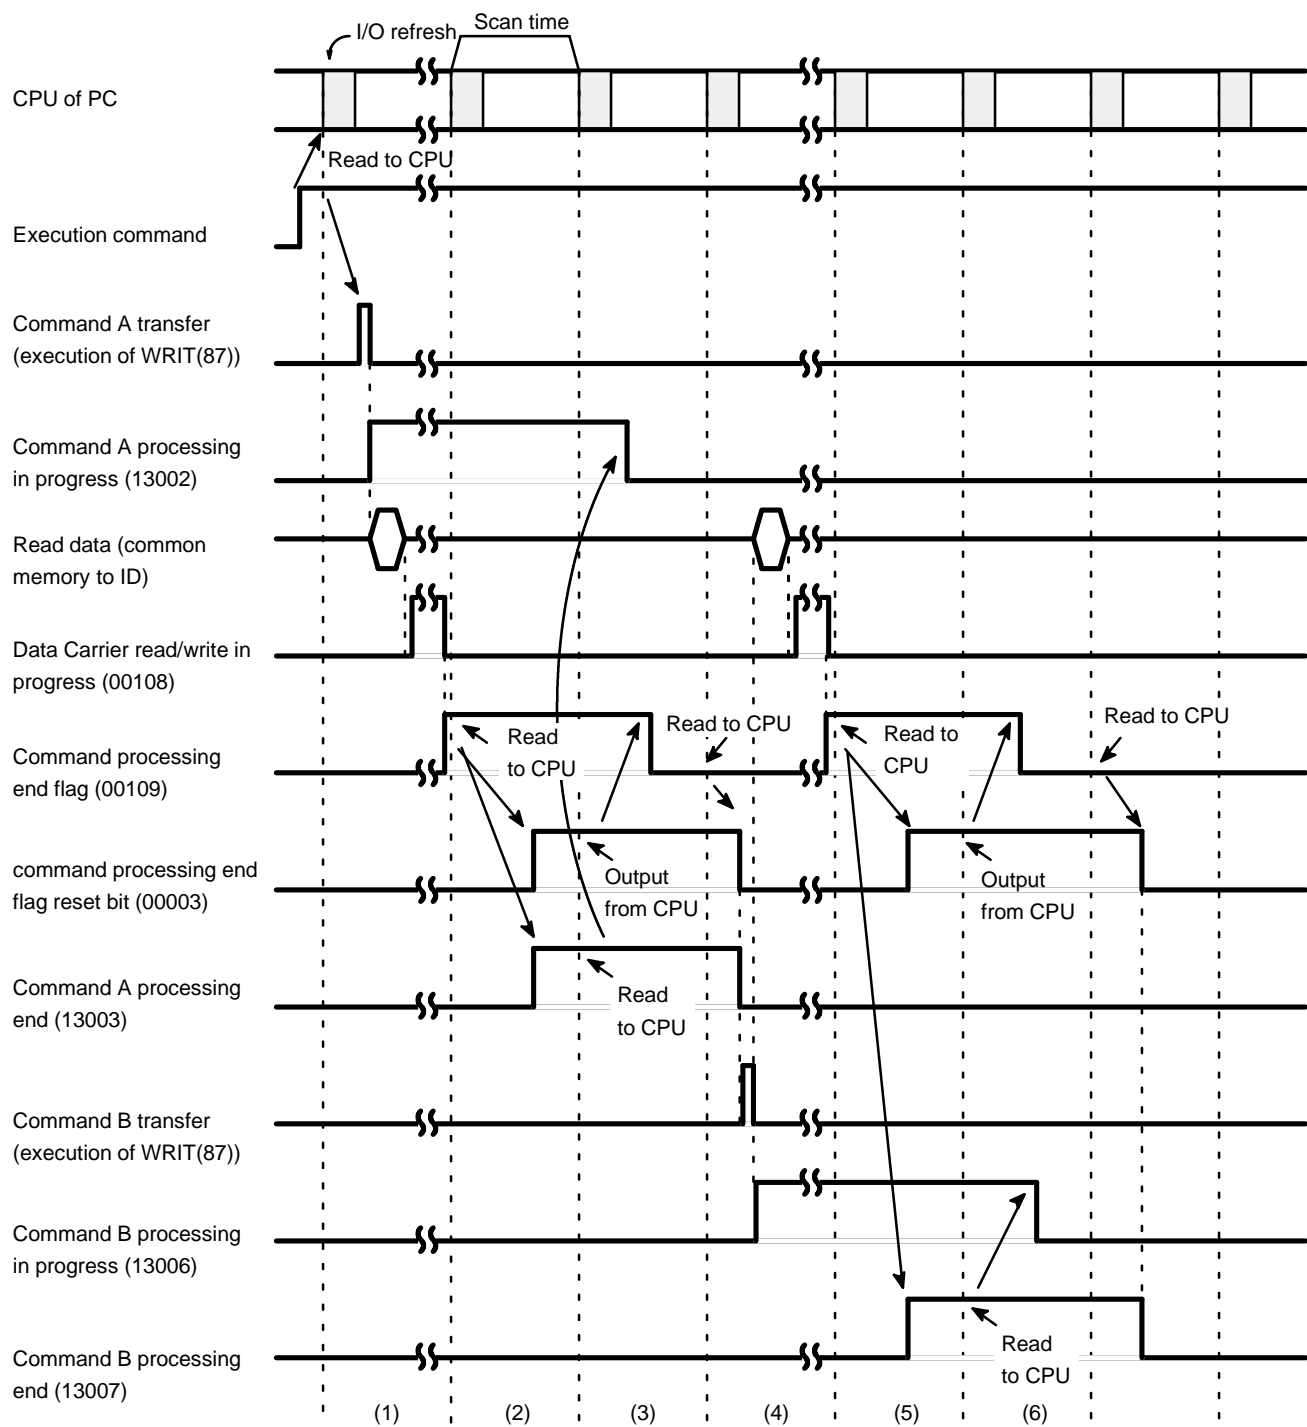 I/O refresh
Scan time
CPU of PC
Read to CPU
Execution command
Command A transfer
(execution of WRIT(87))
Command A processing
in progress (13002)
Read data (common
memory to ID)
Data Carrier read/write in
progress (00108)
Command processing
end flag (00109)
Read
to CPU
Read to CPU
Read to
CPU
Read to CPU
command processing end
flag reset bit (00003)
Output
from CPU
Output
from CPU
Command A processing
end (13003)
Read
to CPU
Command B transfer
(execution of WRIT(87))
Command B processing
in progress (13006)
Command B processing
end (13007)
Read
to CPU
(1)
(2)
(3)
(4)
(5)
(6)